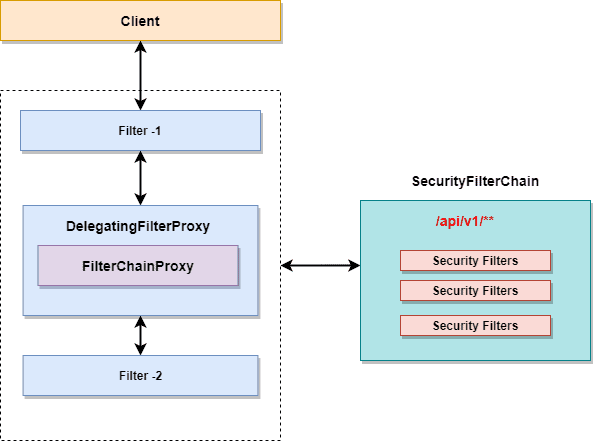 Client
Filter -1
DelegatingFilterProxy
FilterChainProxy
Filter -2
SecurityFilterChain
/api/v1/**
Security Filters
Security Filters
Security Filters